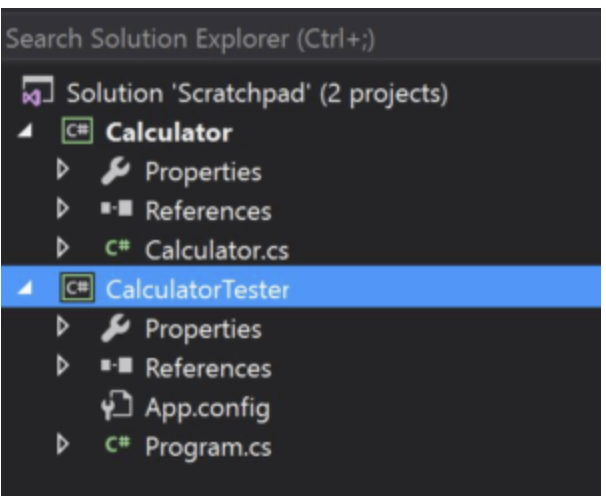 Search Solution Explorer (Ctrl+;)
Solution 'Scratchpad' (2 projects)
C# Calculator
Properties
References
C# Calculator.cs
C# CalculatorTester
Properties
References
App.config
C# Program.cs